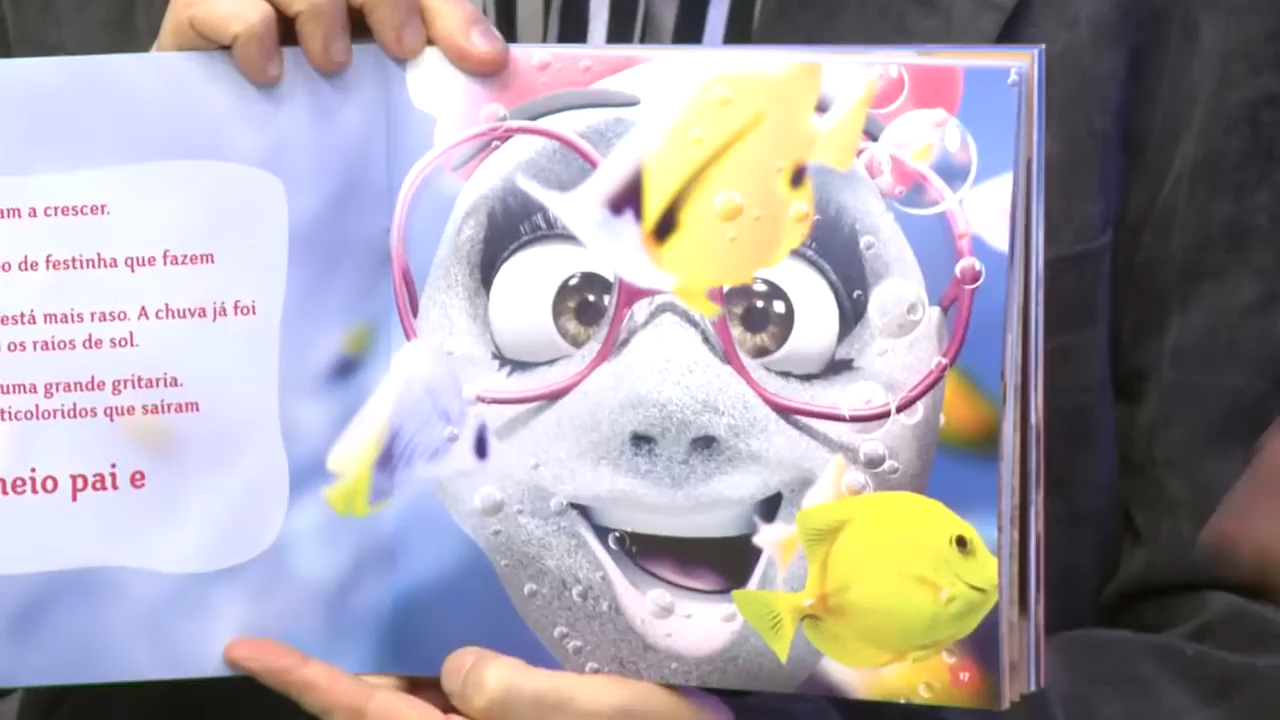 am a crescer.
o de festinha que fazem
está mais raso. A chuva já foi
os raios de sol.
uma grande gritaria.
ticoloridos que saíram
neio pai e
17